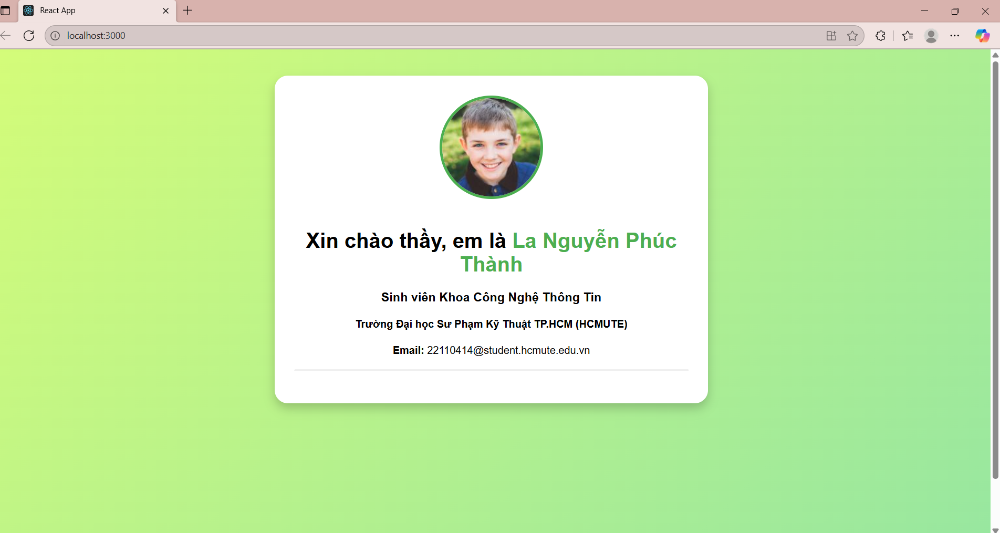 React App
localhost:3000
Xin chào thầy, em là La Nguyễn Phúc
Thành
Sinh viên Khoa Công Nghệ Thông Tin
Trường Đại học Sư Phạm Kỹ Thuật TP.HCM (HCMUTE)
Email: 22110414@student.hcmute.edu.vn